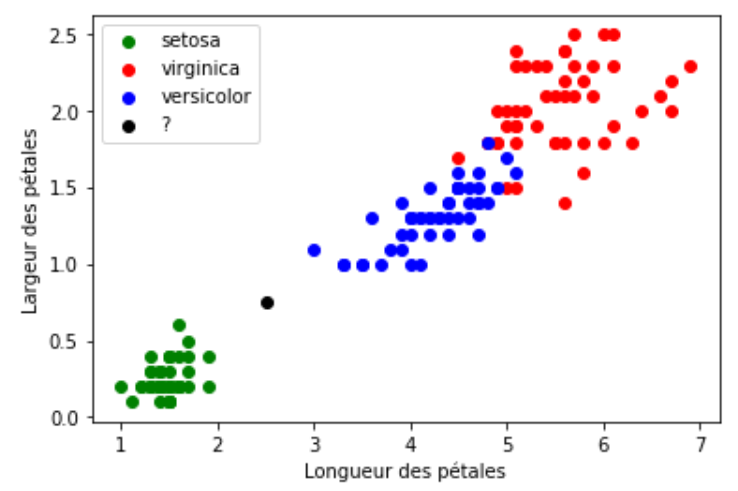 setosa
virginica
versicolor
?
2.5
2.0
1.5
1.0
0.5
0.0
Largeur des pétales
1 2 3 4 5 6 7
Longueur des pétales